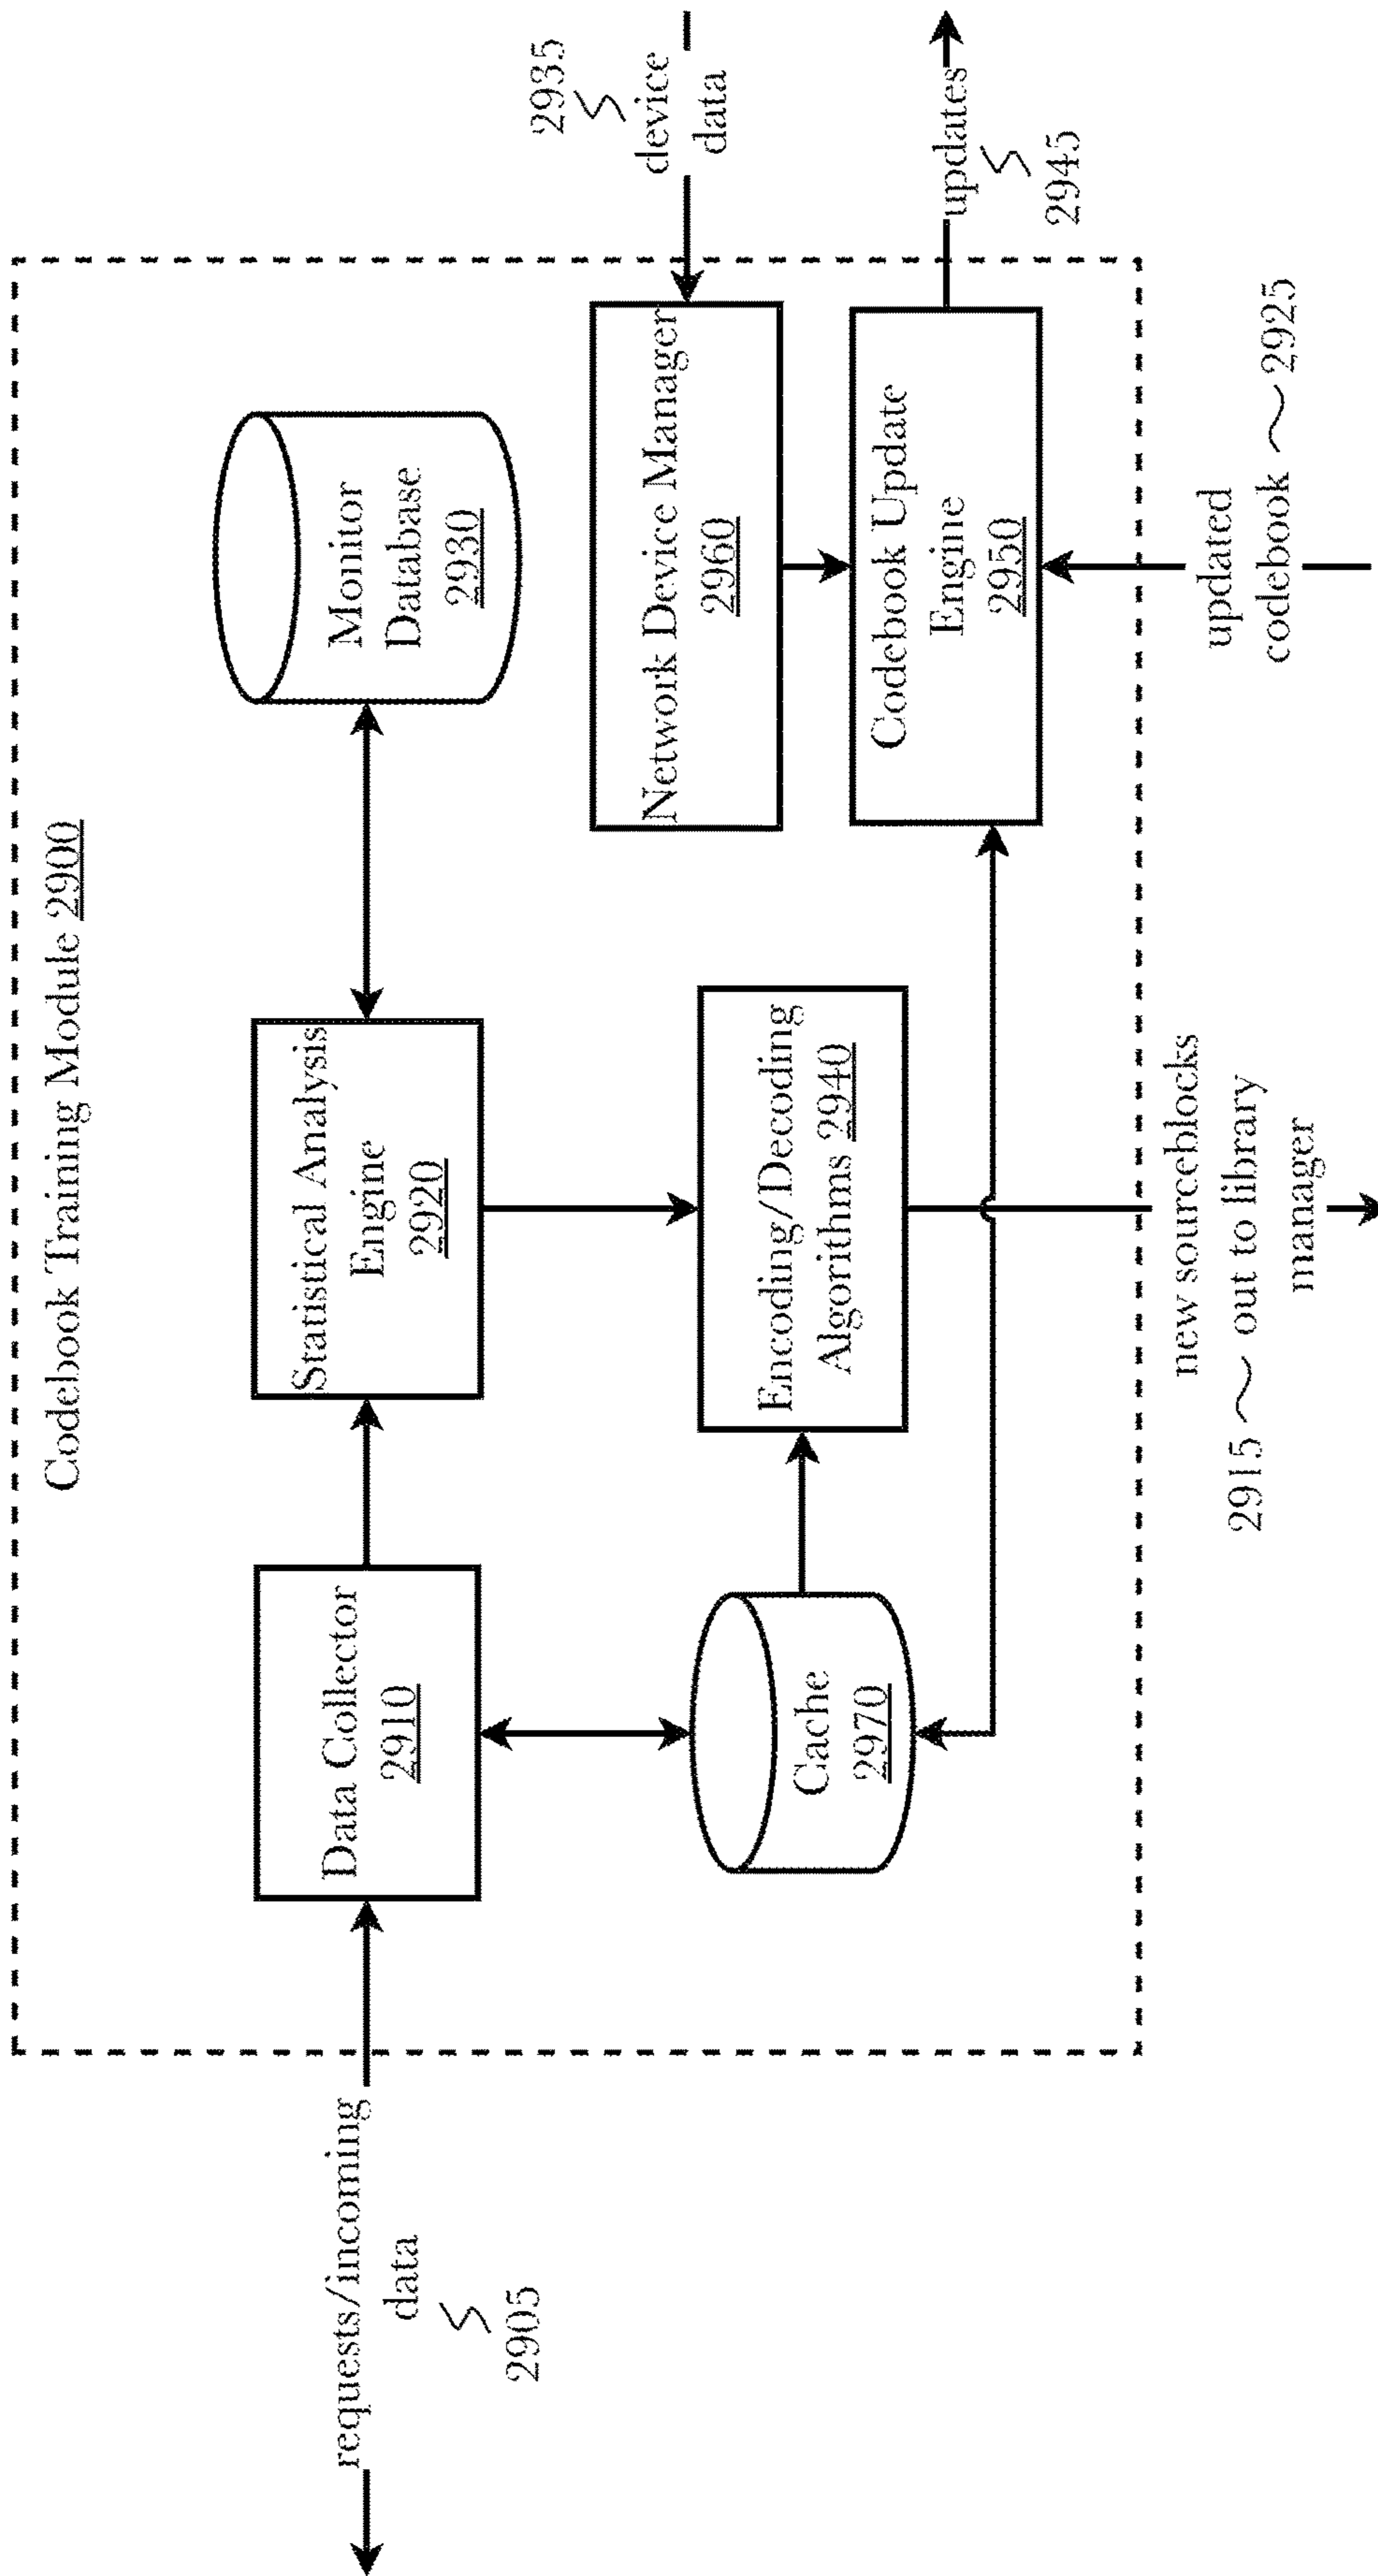 Codebook Training Module 2900
requests/incoming
data
2905
Data Collector
2910
Statistical Analysis
Engine
2920
Monitor
Database
2930
Cache
2970
Encoding/Decoding
Algorithms 2940
Network Device Manager
2960
Codebook Update
Engine
2950
2935
device
data
updates
2945
new sourceblocks
2915 ~ out to library
manager
updated
codebook ~ 2925